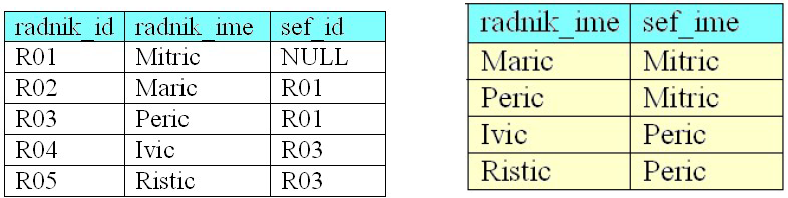 radnik_id radnik_ime sef_id
R01 Mitric NULL
R02 Maric R01
R03 Peric R01
R04 Ivic R03
R05 Ristic R03
radnik_ime sef_ime
Maric Mitric
Peric Mitric
Ivic Peric
Ristic Peric